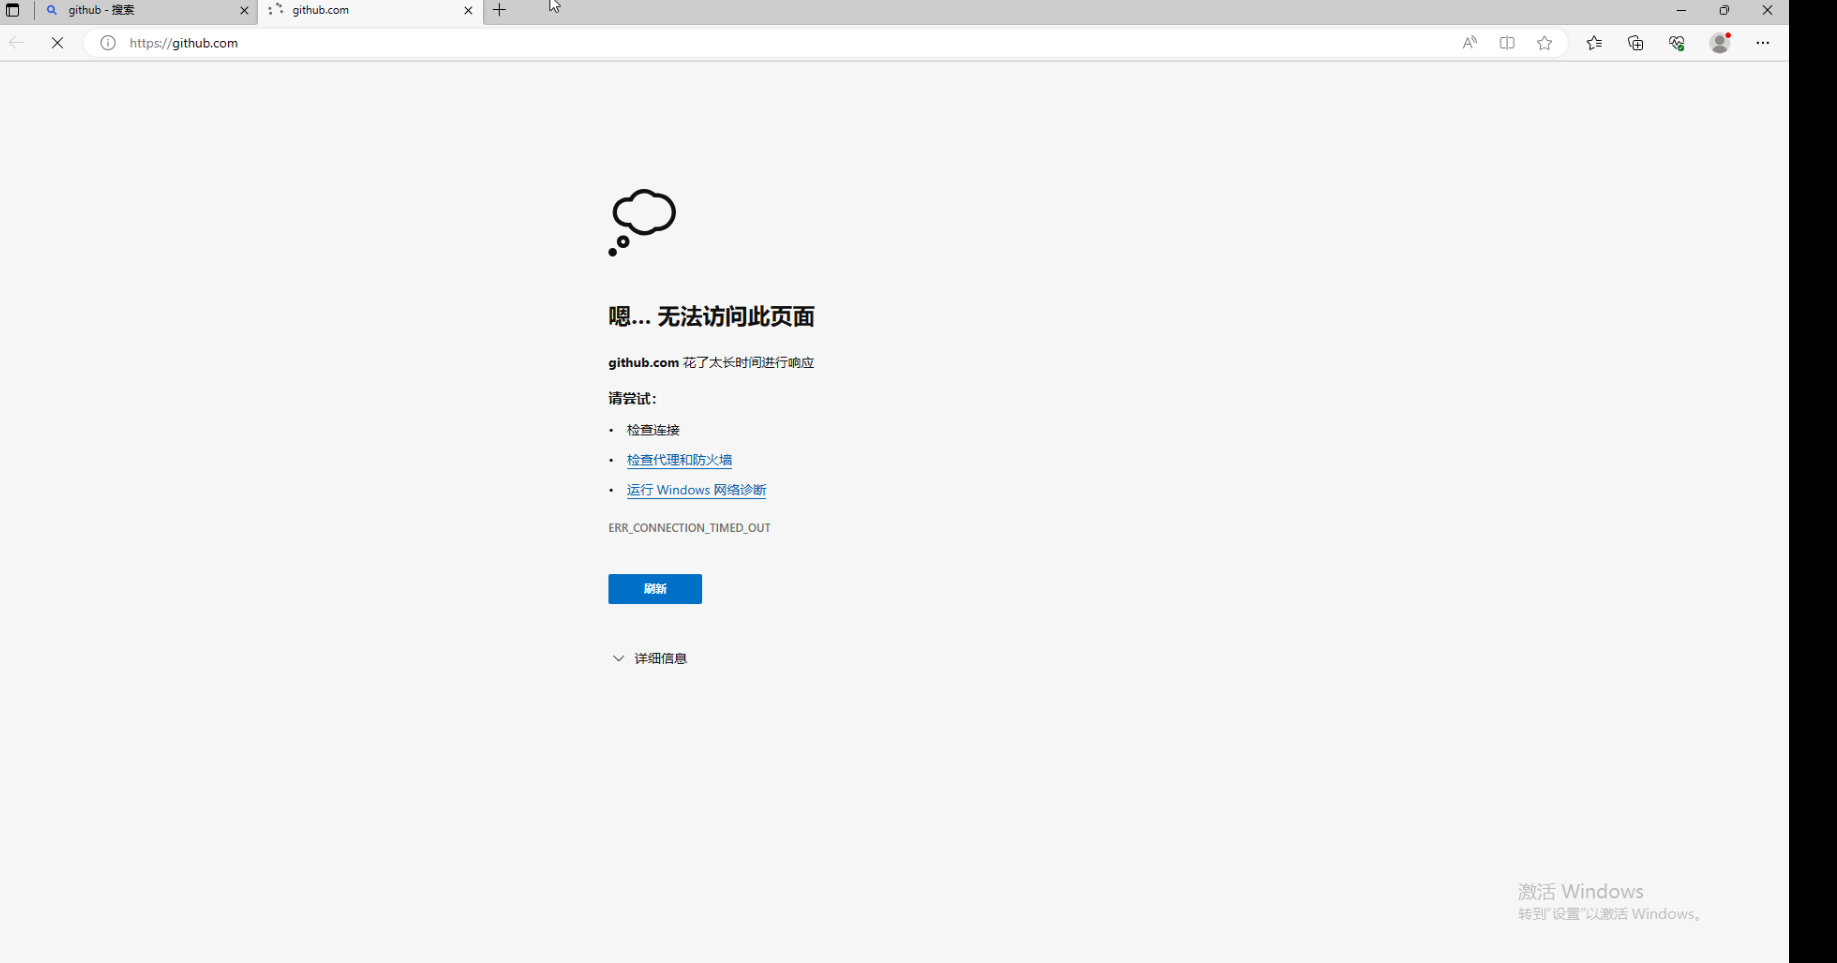 github - 搜索
github.com
https://github.com
嗯... 无法访问此页面
github.com 花了太长时间进行响应
请尝试：
• 检查连接
• 检查代理和防火墙
• 运行 Windows 网络诊断
ERR_CONNECTION_TIMED_OUT
刷新
详细信息
激活 Windows
转到"设置"以激活 Windows。